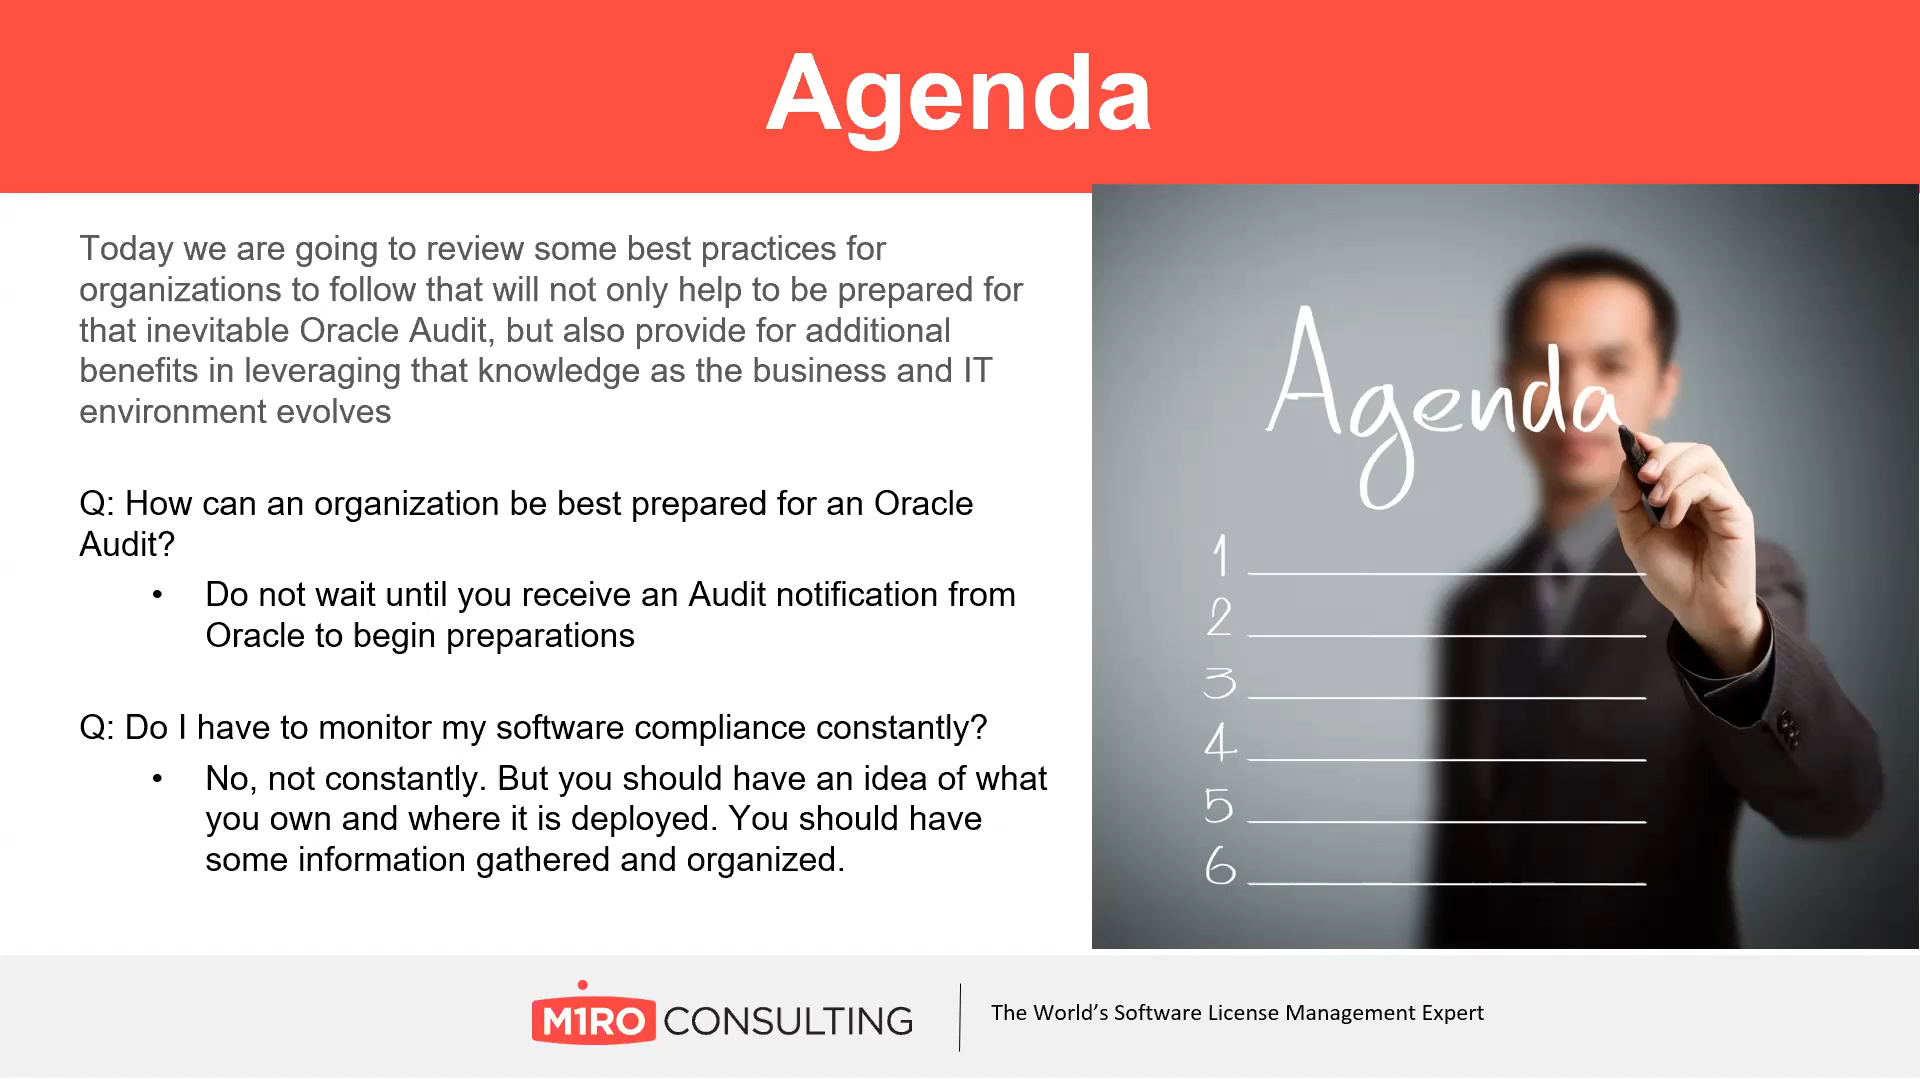 Agenda
Today we are going to review some best practices for
organizations to follow that will not only help to be prepared for
that inevitable Oracle Audit, but also provide for additional
benefits in leveraging that knowledge as the business and IT
environment evolves
Q: How can an organization be best prepared for an Oracle
Audit?
• Do not wait until you receive an Audit notification from
Oracle to begin preparations
Q: Do I have to monitor my software compliance constantly?
• No, not constantly. But you should have an idea of what
you own and where it is deployed. You should have
some information gathered and organized.
Agenda
1
2
3
4
5
6
M1RO CONSULTING
The World’s Software License Management Expert